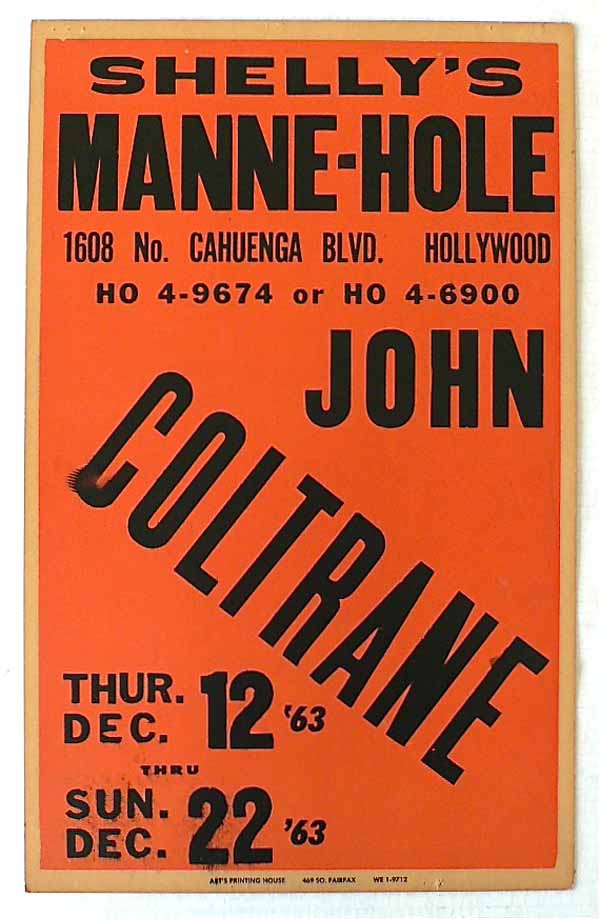 SHELLY'S
MANNE-HOLE
1608 No. CAHUENGA BLVD. HOLLYWOOD
HO 4-9674 or HO 4-6900
JOHN
COLTRANE
THUR. DEC. 12 '63
THRU
SUN. DEC. 22 '63
ART'S PRINTING HOUSE 469 SO. FAIRFAX WE 1-9712